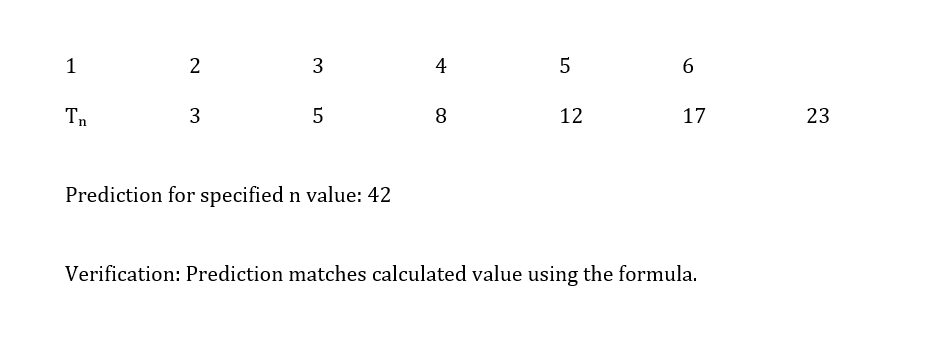 1 2 3 4 5 6
Tn 3 5 8 12 17 23
Prediction for specified n value: 42
Verification: Prediction matches calculated value using the formula.